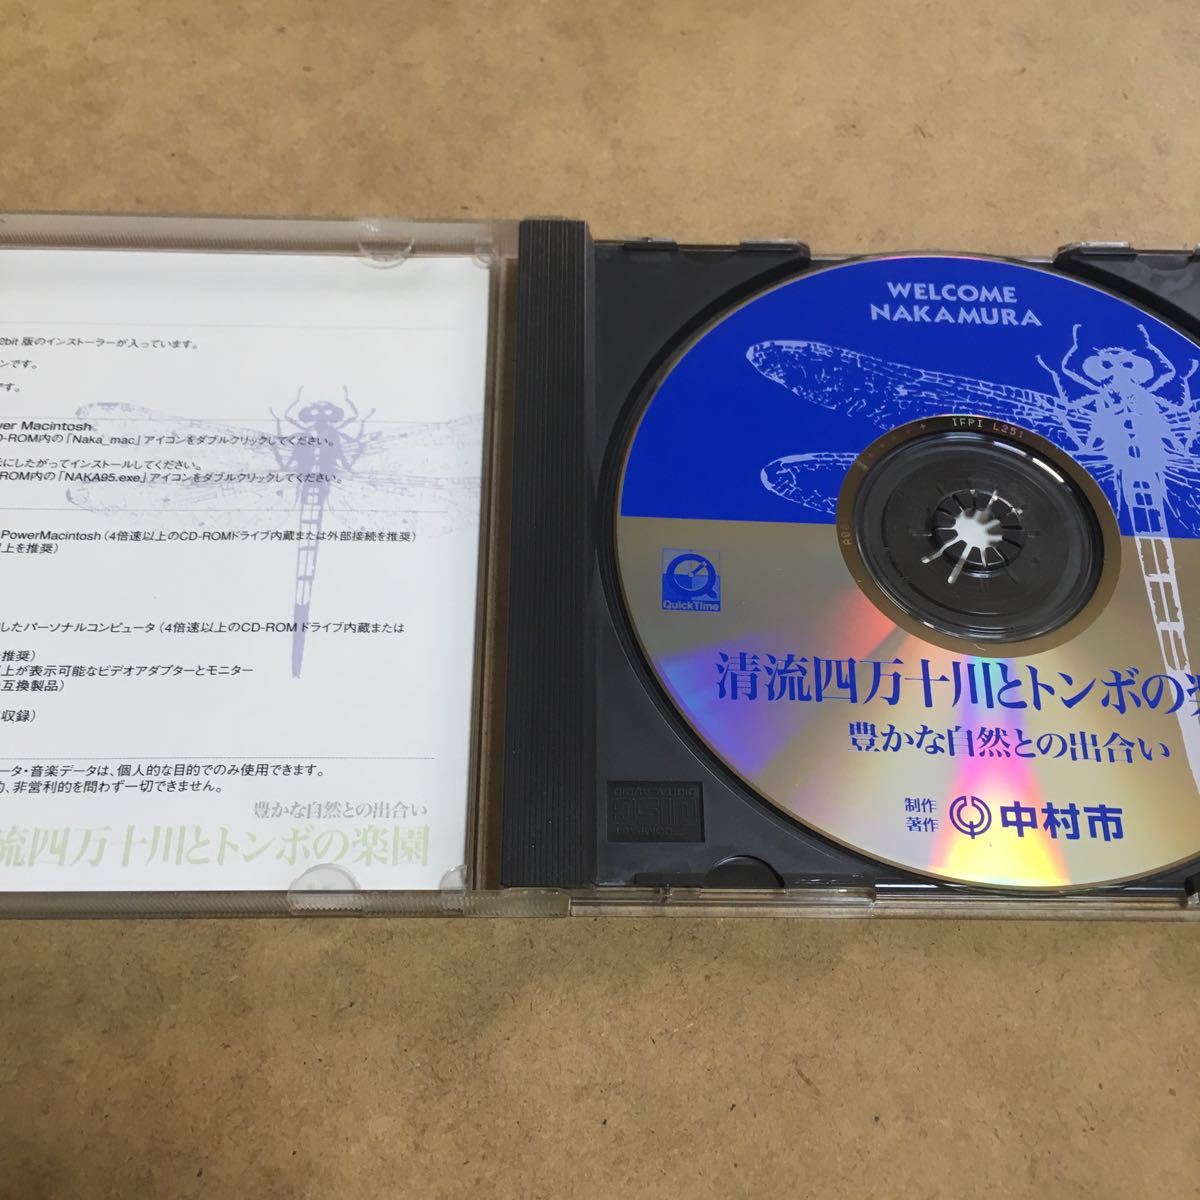 2bit 版のインストーラーが入っています。
ンです。
です。
wer Macintosh
D-ROM内の「Naka_mac」アイコンをダブルクリックしてください。
にしたがってインストールしてください。
ROM内の「NAKA95.exe」アイコンをダブルクリックしてください。
PowerMacintosh（4倍速以上のCD-ROMドライブ内蔵または外部接続を推奨）
上を推奨）
したパーソナルコンピュータ（4倍速以上のCD-ROMドライブ内蔵または
推奨）
上が表示可能なビデオアダプターとモニター
互換製品）
収録）
ータ・音楽データは、個人的な目的でのみ使用できます。
的、非営利的を問わず一切できません。
豊かな自然との出合い
流四万十川とトンボの楽園
WELCOME
NAKAMURA
IFPI L251
QuickTime
清流四万十川とトンボの楽
豊かな自然との出合い
制作
著作
中村市
COMPACT
DISC
DIGITAL AUDIO